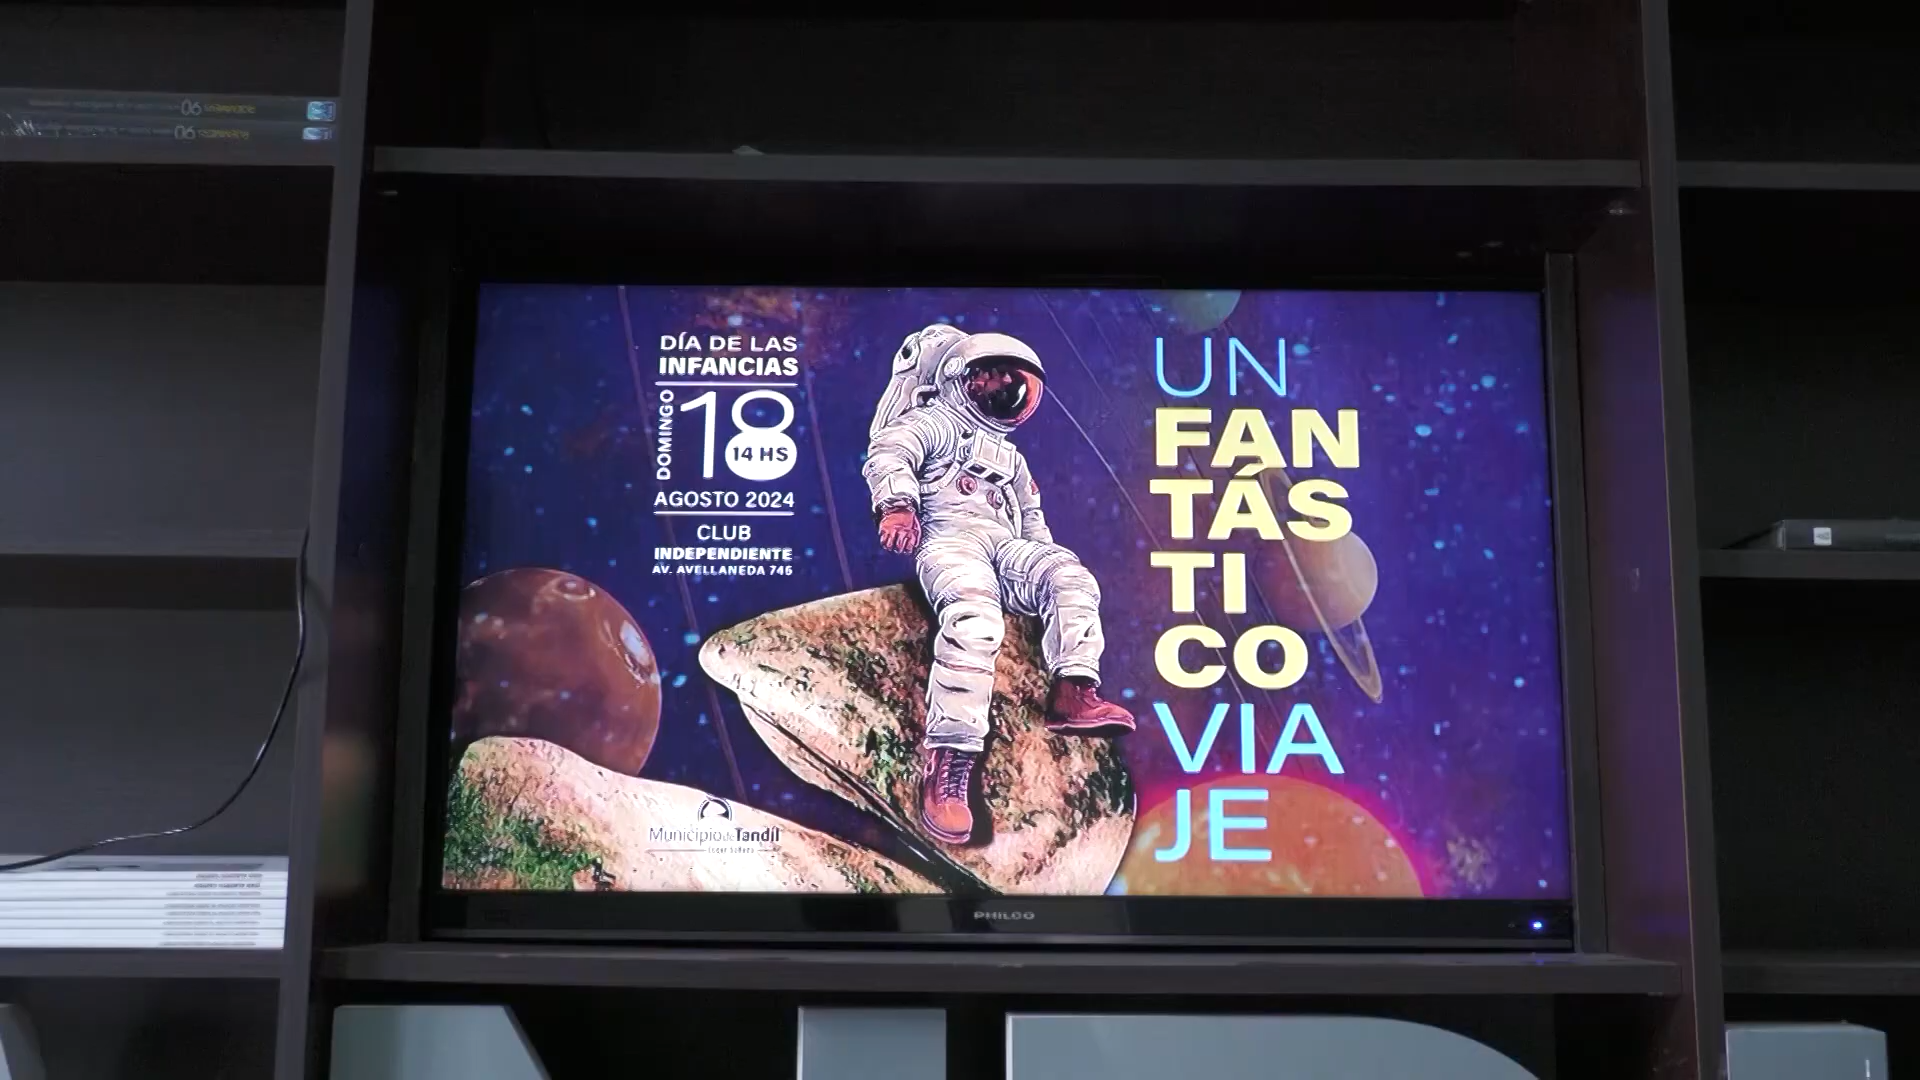 DÍA DE LAS
INFANCIAS
DOMINGO
18
14 HS
AGOSTO 2024
CLUB
INDEPENDIENTE
AV. AVELLANEDA 745
UN
FAN
TÁS
TI
CO
VIA
JE
Municipio de Tandil
PHILCO